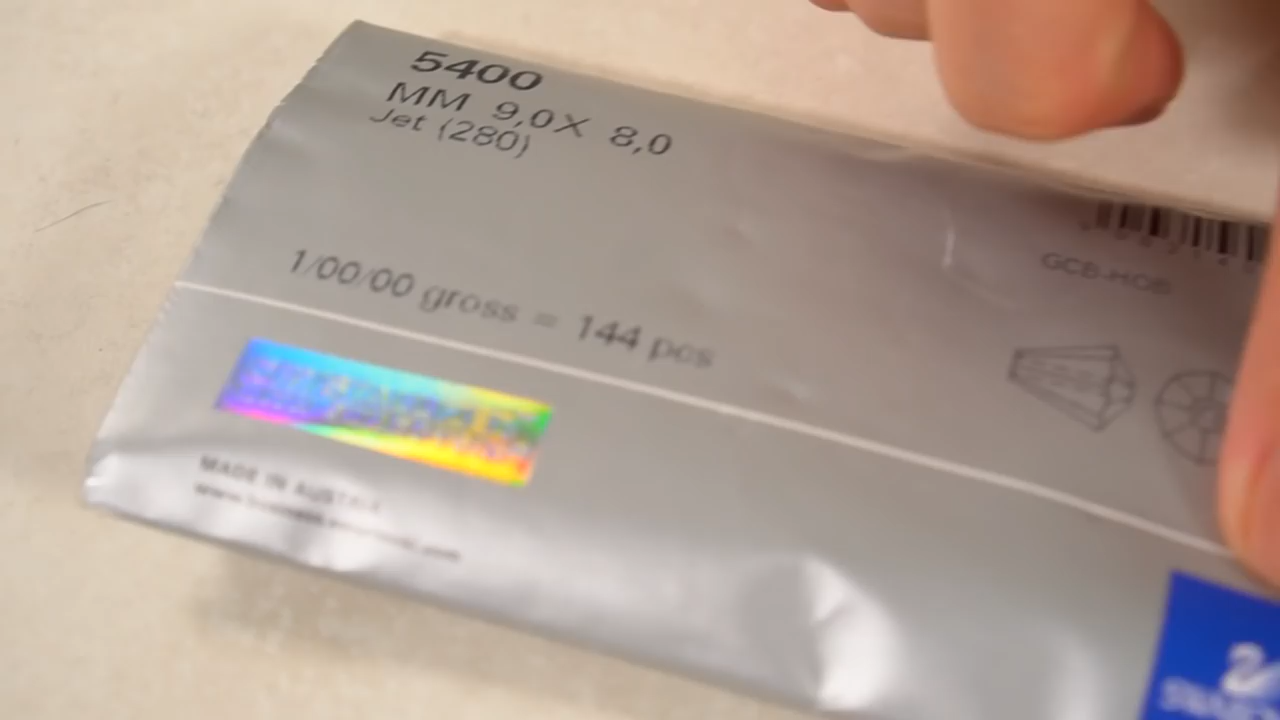 5400
MM 9,0X 8,0
Jet (280)
1/00/00 gross = 144 pcs
MADE IN AUSTRIA